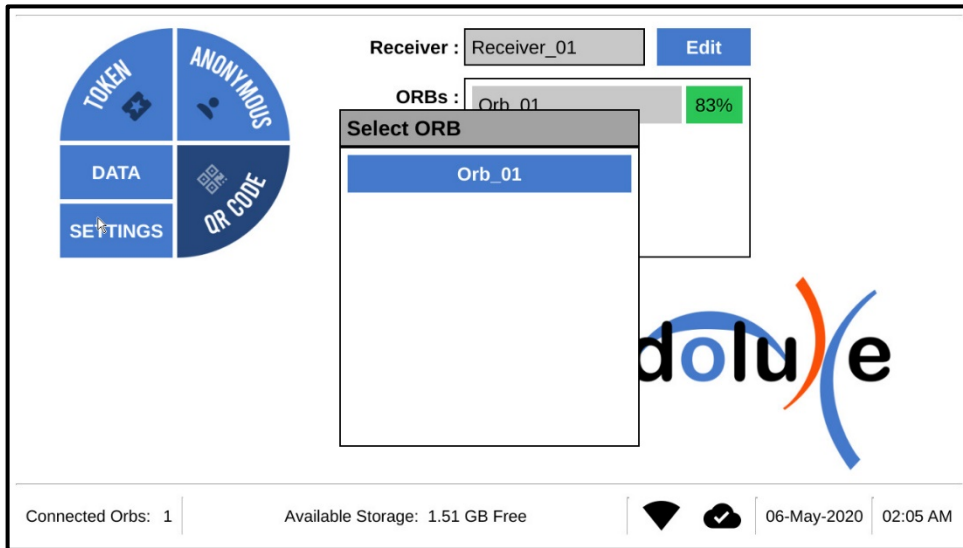 TOKEN
ANONYMOUS
DATA
SETTINGS
QR CODE
Receiver :
Receiver_01
Edit
ORBs :
Orb_01
83%
Select ORB
Orb_01
Connected Orbs: 1
Available Storage: 1.51 GB Free
06-May-2020
02:05 AM